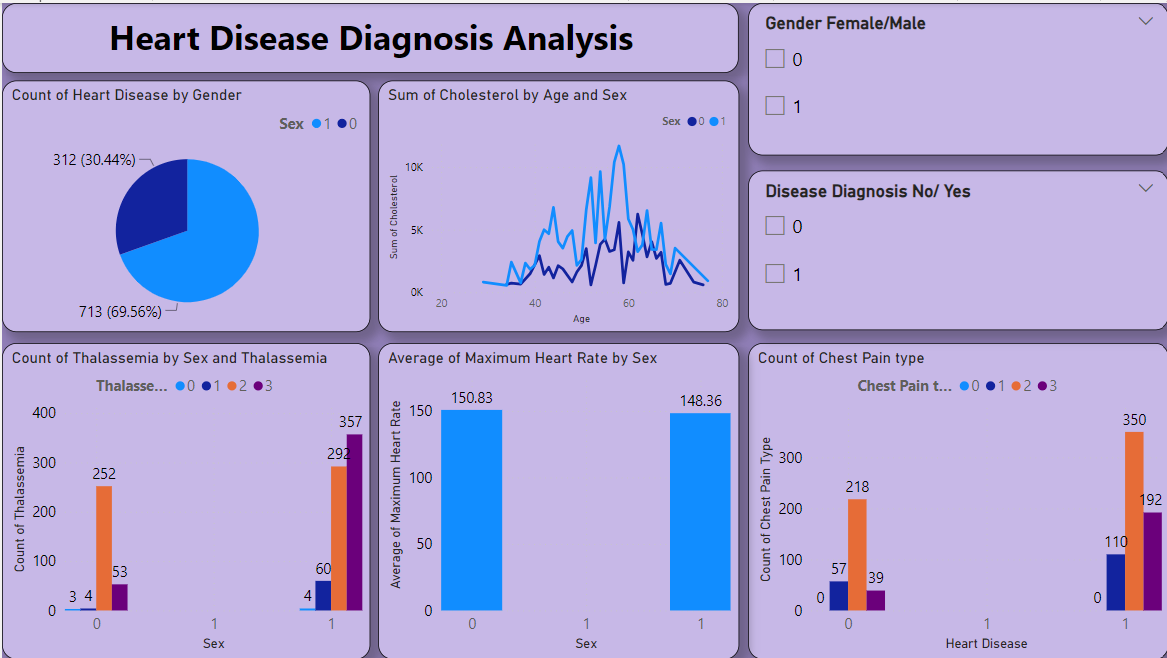 Heart Disease Diagnosis Analysis
Gender Female/Male
0
1
Disease Diagnosis No/ Yes
0
1
Count of Heart Disease by Gender
Sex 1 0
312 (30.44%)
713 (69.56%)
Sum of Cholesterol by Age and Sex
Sex 0 1
Sum of Cholesterol
10K
5K
0K
20 40 60 80
Age
Count of Thalassemia by Sex and Thalassemia
Thalasse... 0 1 2 3
Count of Thalassemia
400
300
200
100
0
3 4 252 53
4 60 292 357
0 1 1
Sex
Average of Maximum Heart Rate by Sex
Average of Maximum Heart Rate
150
100
50
0
150.83 148.36
0 1 1
Sex
Count of Chest Pain type
Chest Pain t... 0 1 2 3
Count of Chest Pain Type
300
200
100
0
0 57 218 39
0 110 350 192
0 1 1
Heart Disease